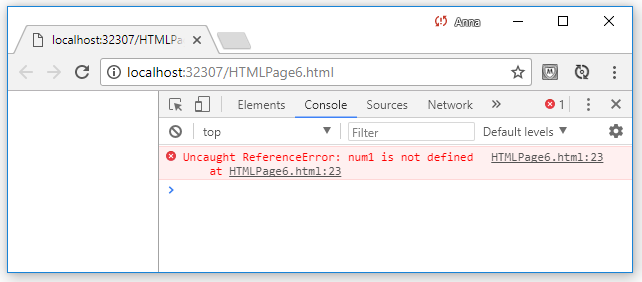 Anna
localhost:32307/HTMLPa
localhost:32307/HTMLPage6.html
Elements Console Sources Network » 1
top Filter Default levels
Uncaught ReferenceError: num1 is not defined HTMLPage6.html:23
at HTMLPage6.html:23